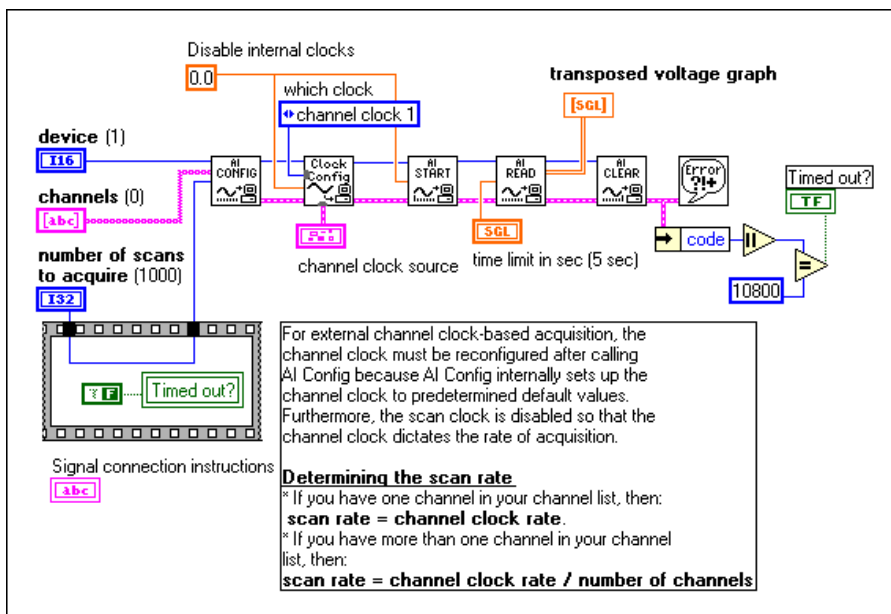 Disable internal clocks
0.0
which clock
channel clock 1
transposed voltage graph
[SGL]
device (1)
I16
AI CONFIG
Clock Config
AI START
AI READ
AI CLEAR
Error ?!+
Timed out?
TF
channels (0)
[abc]
SGL
code
channel clock source
time limit in sec (5 sec)
number of scans
to acquire (1000)
I32
10800
=
F
Timed out?
Signal connection instructions
abc
For external channel clock-based acquisition, the
channel clock must be reconfigured after calling
AI Config because AI Config internally sets up the
channel clock to predetermined default values.
Furthermore, the scan clock is disabled so that the
channel clock dictates the rate of acquisition.
Determining the scan rate
* If you have one channel in your channel list, then:
scan rate = channel clock rate.
* If you have more than one channel in your channel
list, then:
scan rate = channel clock rate / number of channels